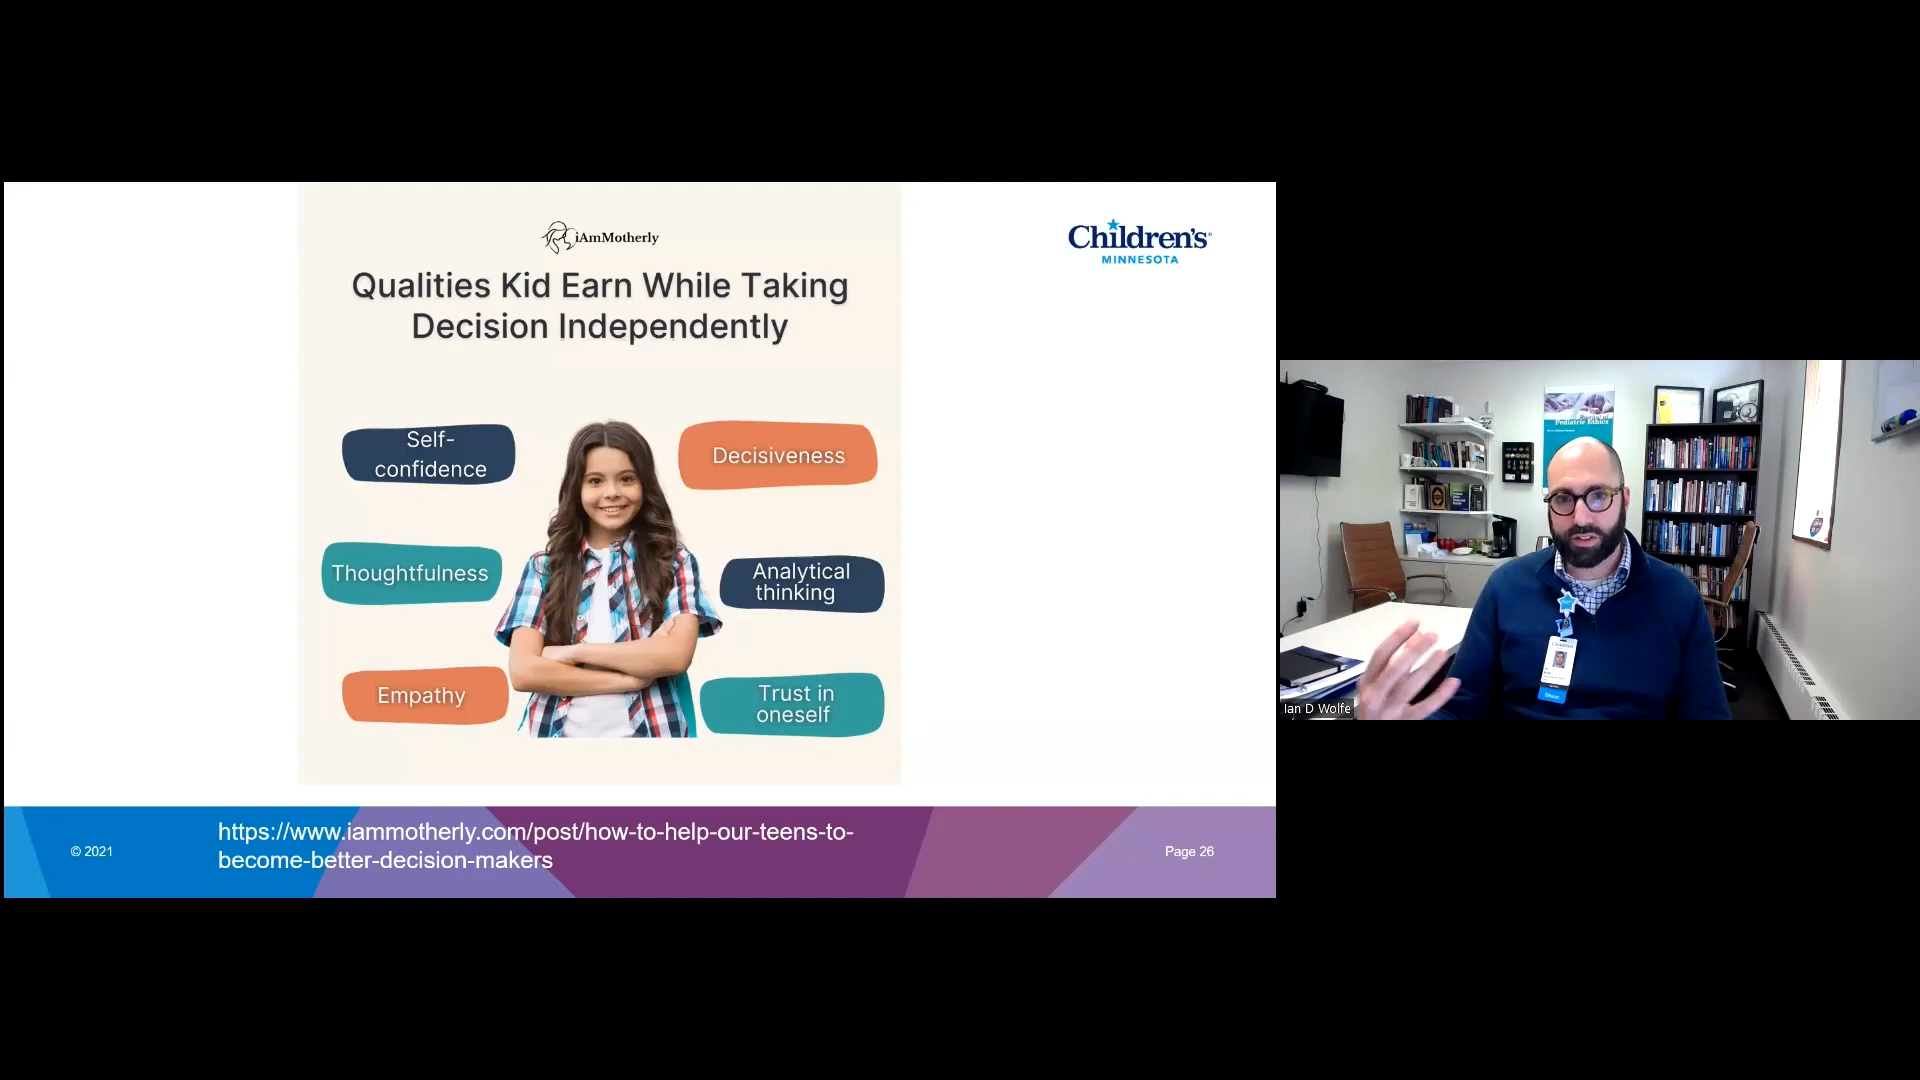 iAmMotherly
Qualities Kid Earn While Taking
Decision Independently
Children's
MINNESOTA
Self-
confidence
Decisiveness
Thoughtfulness
Analytical
thinking
Empathy
Trust in
oneself
© 2021
https://www.iammotherly.com/post/how-to-help-our-teens-to-
become-better-decision-makers
Page 26
Pediatric Ethics
Ian D Wolfe